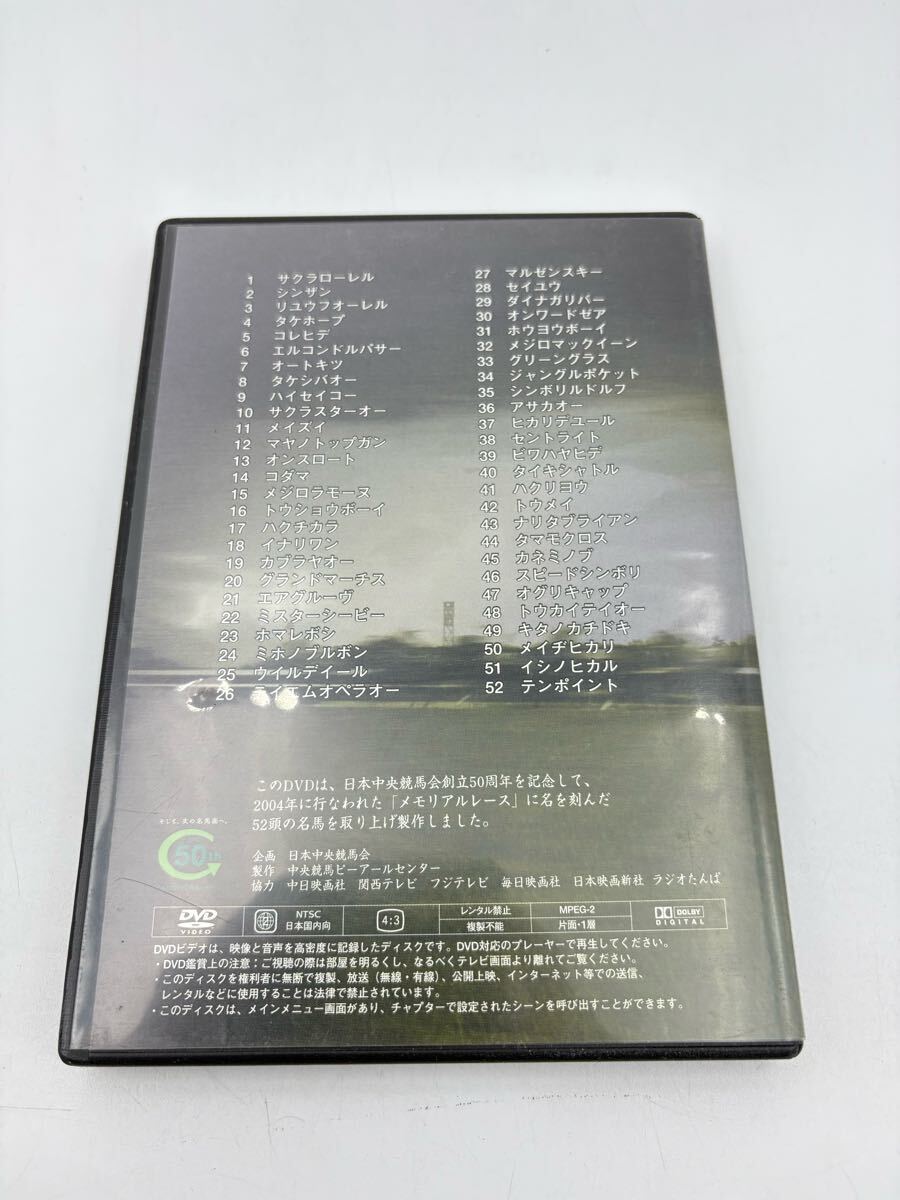 1 サクラローレル
2 シンザン
3 リユウフオーレル
4 タケホープ
5 コレヒデ
6 エルコンドルパサー
7 オートキツ
8 タケシバオー
9 ハイセイコー
10 サクラスターオー
11 メイズイ
12 マヤノトップガン
13 オンスロート
14 コダマ
15 メジロラモーヌ
16 トウショウボーイ
17 ハクチカラ
18 イナリワン
19 カブラヤオー
20 グランドマーチス
21 エアグルーヴ
22 ミスターシービー
23 ホマレボシ
24 ミホノブルボン
25 ウイルデイール
26 テイエムオペラオー
27 マルゼンスキー
28 セイユウ
29 ダイナガリバー
30 オンワードゼア
31 ホウヨウボーイ
32 メジロマックイーン
33 グリーングラス
34 ジャングルポケット
35 シンボリルドルフ
36 アサカオー
37 ヒカリデユール
38 セントライト
39 ビワハヤヒデ
40 タイキシャトル
41 ハクリヨウ
42 トウメイ
43 ナリタブライアン
44 タマモクロス
45 カネミノブ
46 スピードシンボリ
47 オグリキャップ
48 トウカイテイオー
49 キタノカチドキ
50 メイヂヒカリ
51 イシノヒカル
52 テンポイント
このDVDは、日本中央競馬会創立50周年を記念して、
2004年に行なわれた「メモリアルレース」に名を刻んだ
52頭の名馬を取り上げ製作しました。
そして、次の名馬面へ。
50th
企画 日本中央競馬会
製作 中央競馬ピーアールセンター
協力 中日映画社 関西テレビ フジテレビ 毎日映画社 日本映画新社 ラジオたんぱ
DVD VIDEO
2
NTSC
日本国内向
4:3
レンタル禁止
複製不能
MPEG-2
片面・1層
DOLBY DIGITAL
DVDビデオは、映像と音声を高密度に記録したディスクです。DVD対応のプレーヤーで再生してください。
・DVD鑑賞上の注意：ご視聴の際は部屋を明るくし、なるべくテレビ画面より離れてご覧ください。
・このディスクを権利者に無断で複製、放送（無線・有線）、公開上映、インターネット等での送信、
レンタルなどに使用することは法律で禁止されています。
・このディスクは、メインメニュー画面があり、チャプターで設定されたシーンを呼び出すことができます。